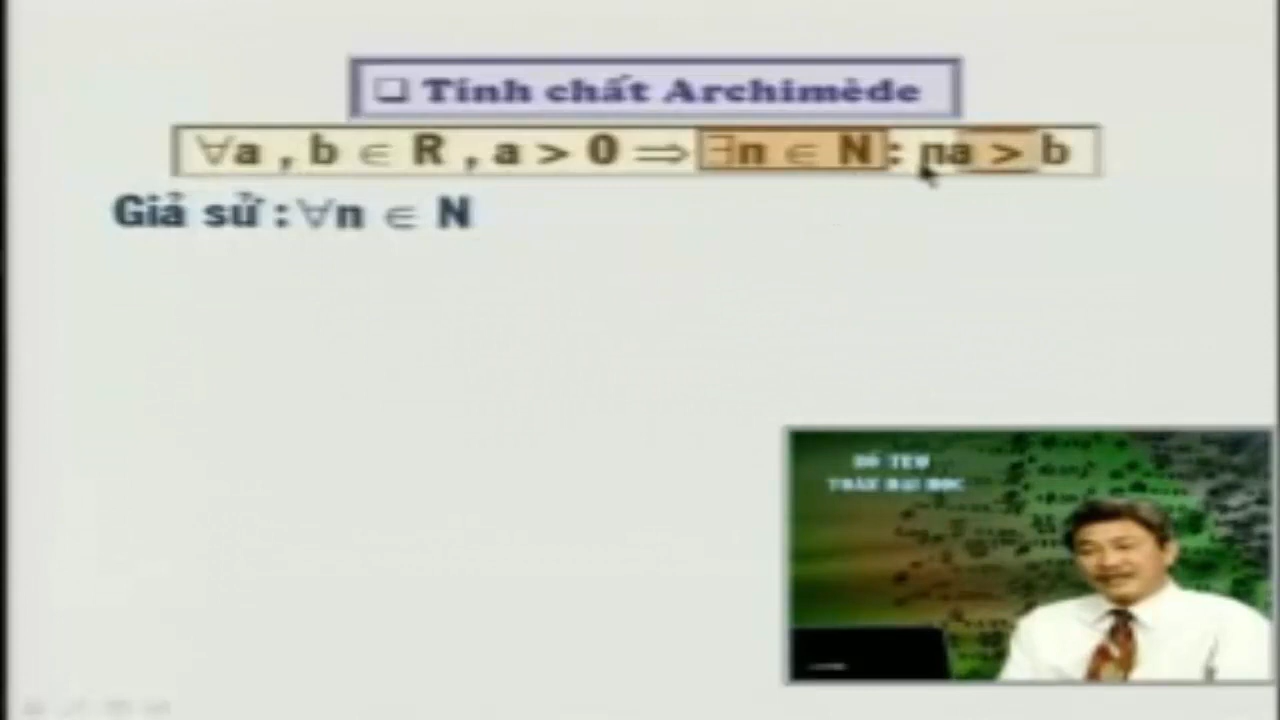 ❑ Tính chất Archimède
∀a , b ∈ R , a > 0 ⇒ ∃n ∈ N : na > b
Giả sử : ∀n ∈ N